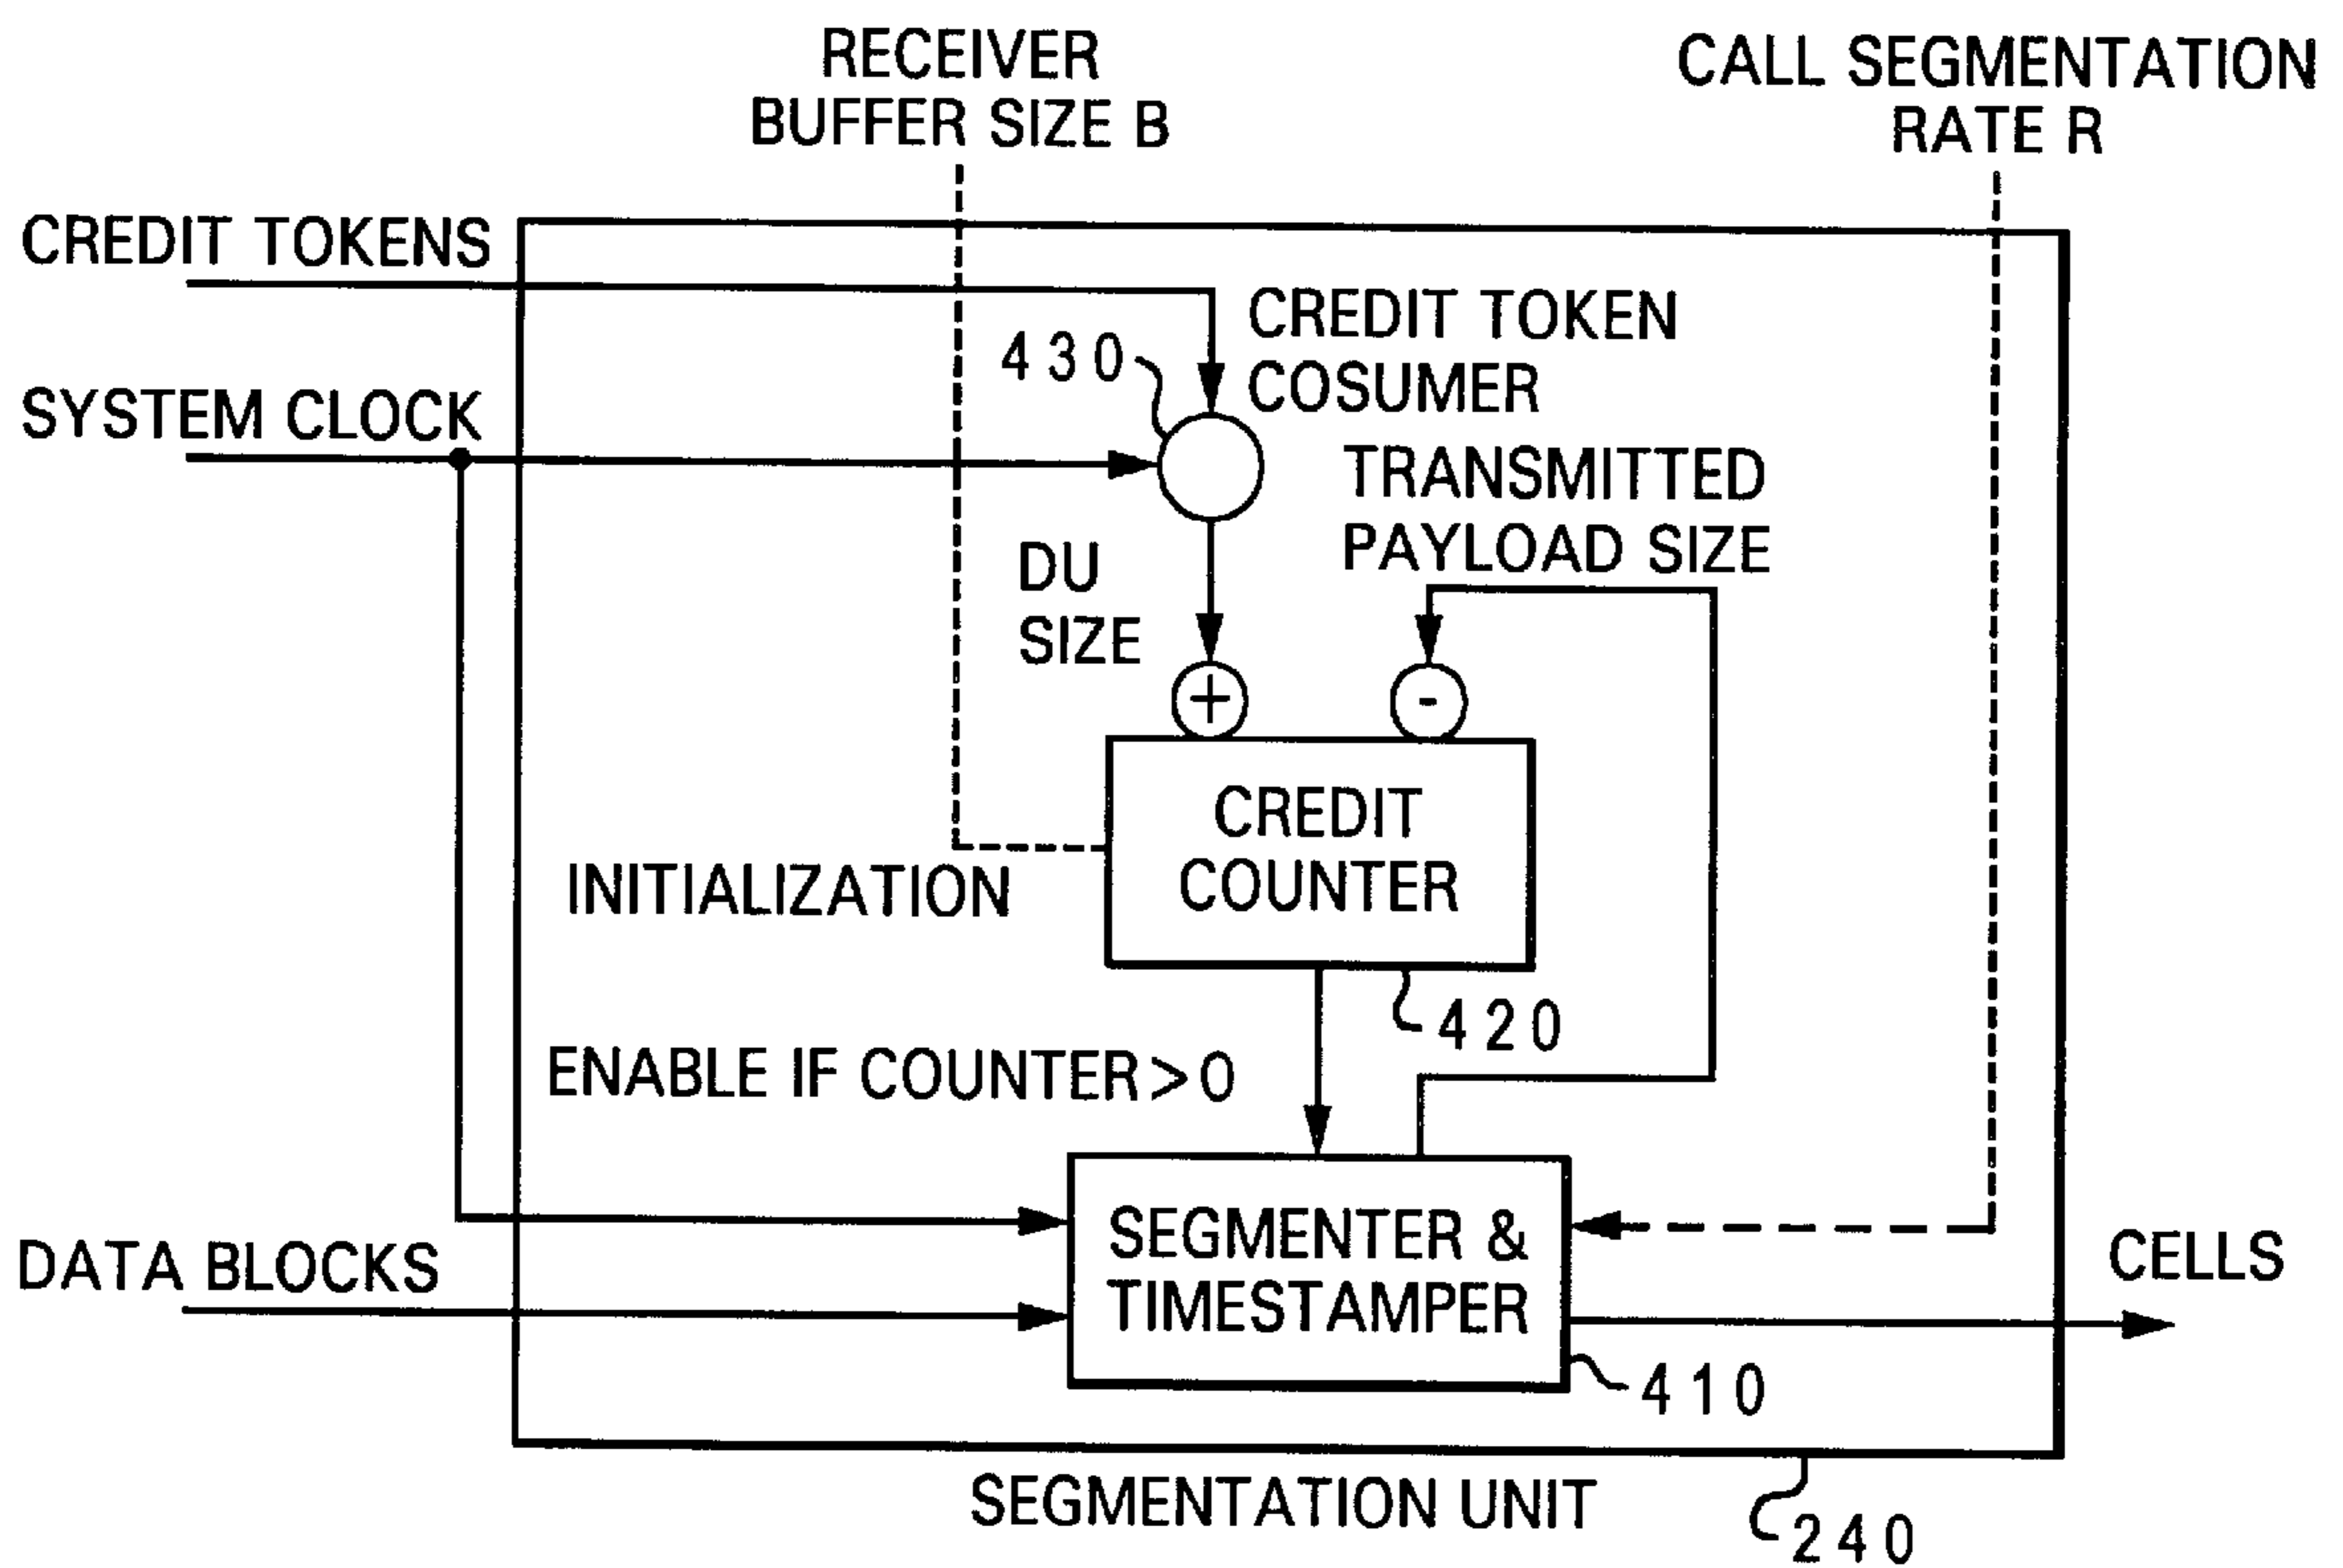 RECEIVER
BUFFER SIZE B
CALL SEGMENTATION
RATE R
CREDIT TOKENS
CREDIT TOKEN
COSUMER
430
SYSTEM CLOCK
TRANSMITTED
PAYLOAD SIZE
DU
SIZE
+
-
CREDIT
COUNTER
INITIALIZATION
420
ENABLE IF COUNTER>0
SEGMENTER &
TIMESTAMPER
DATA BLOCKS
CELLS
410
SEGMENTATION UNIT
240